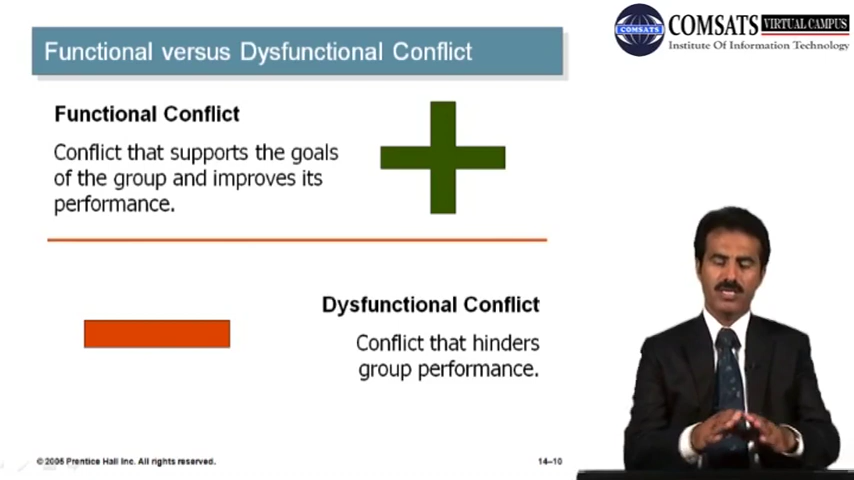 Functional versus Dysfunctional Conflict
COMSATS
COMSATS VIRTUAL CAMPUS
Institute Of Information Technology
Functional Conflict
Conflict that supports the goals
of the group and improves its
performance.
Dysfunctional Conflict
Conflict that hinders
group performance.
© 2005 Prentice Hall Inc. All rights reserved.
14–10